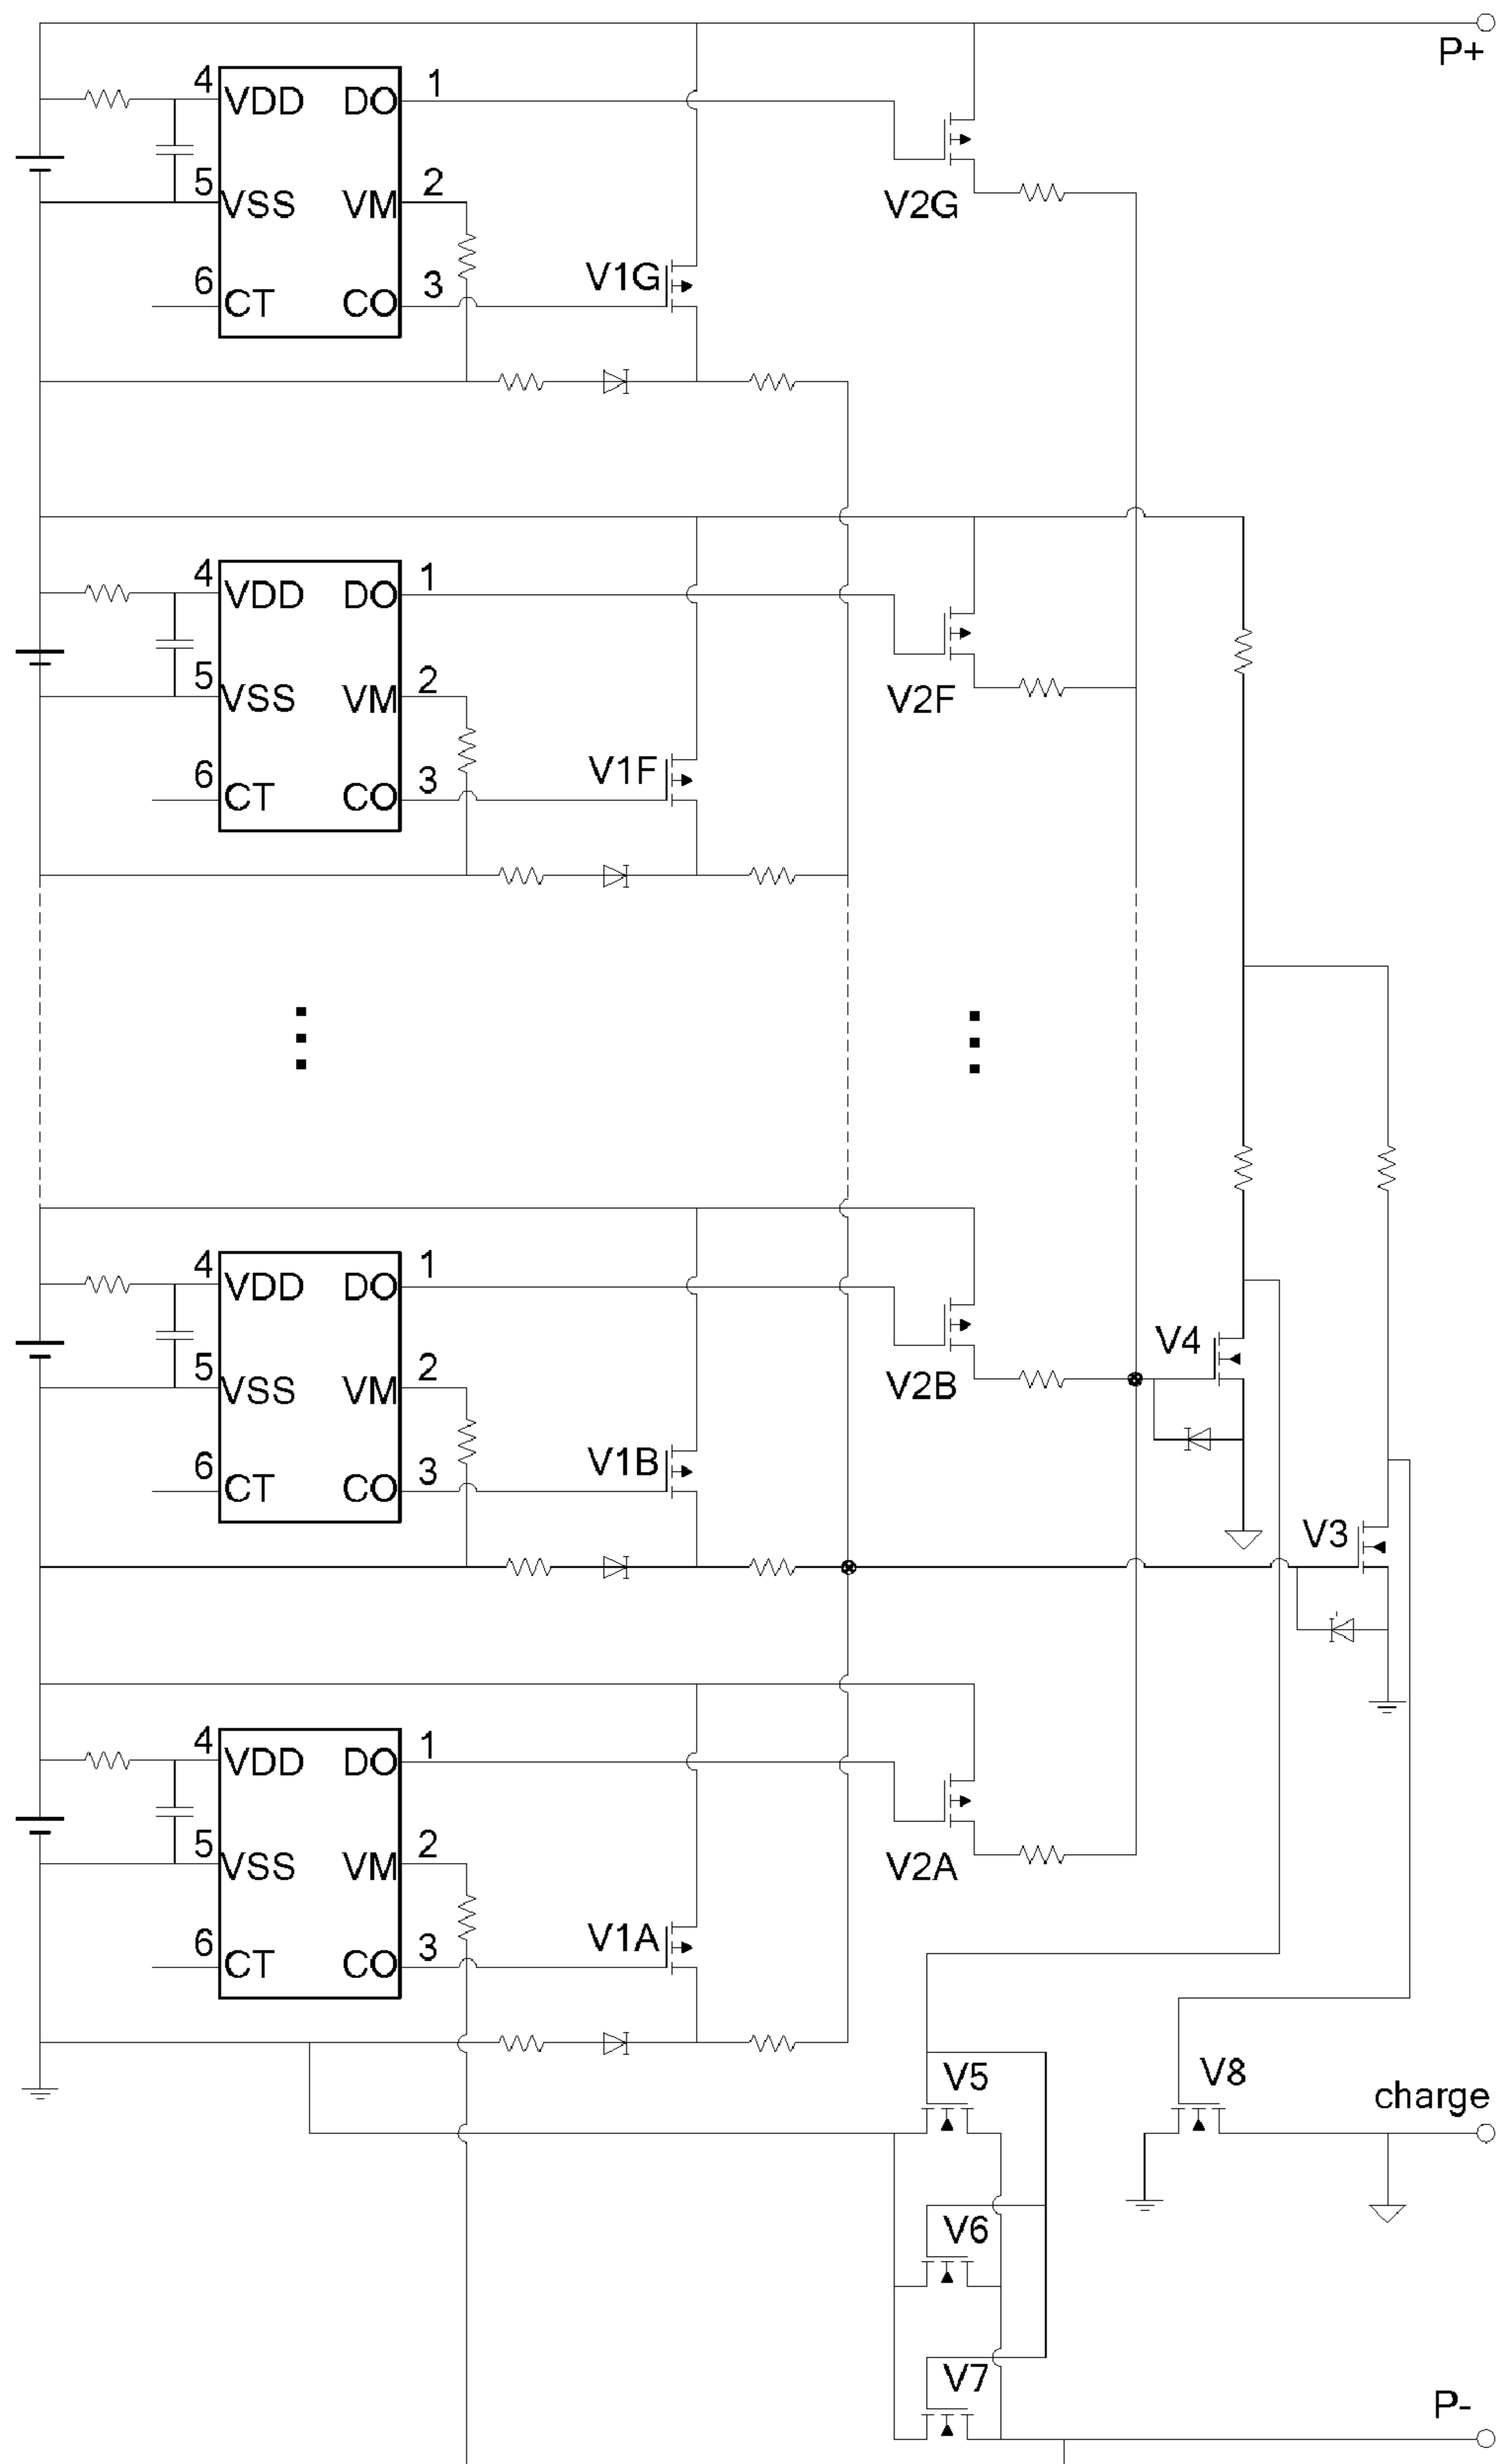 P+
4 VDD DO 1
5 VSS VM 2
6 CT CO 3
V1G
V2G
4 VDD DO 1
5 VSS VM 2
6 CT CO 3
V1F
V2F
4 VDD DO 1
5 VSS VM 2
6 CT CO 3
V1B
V2B
V4
V3
4 VDD DO 1
5 VSS VM 2
6 CT CO 3
V1A
V2A
V5
V8
charge
V6
V7
P-